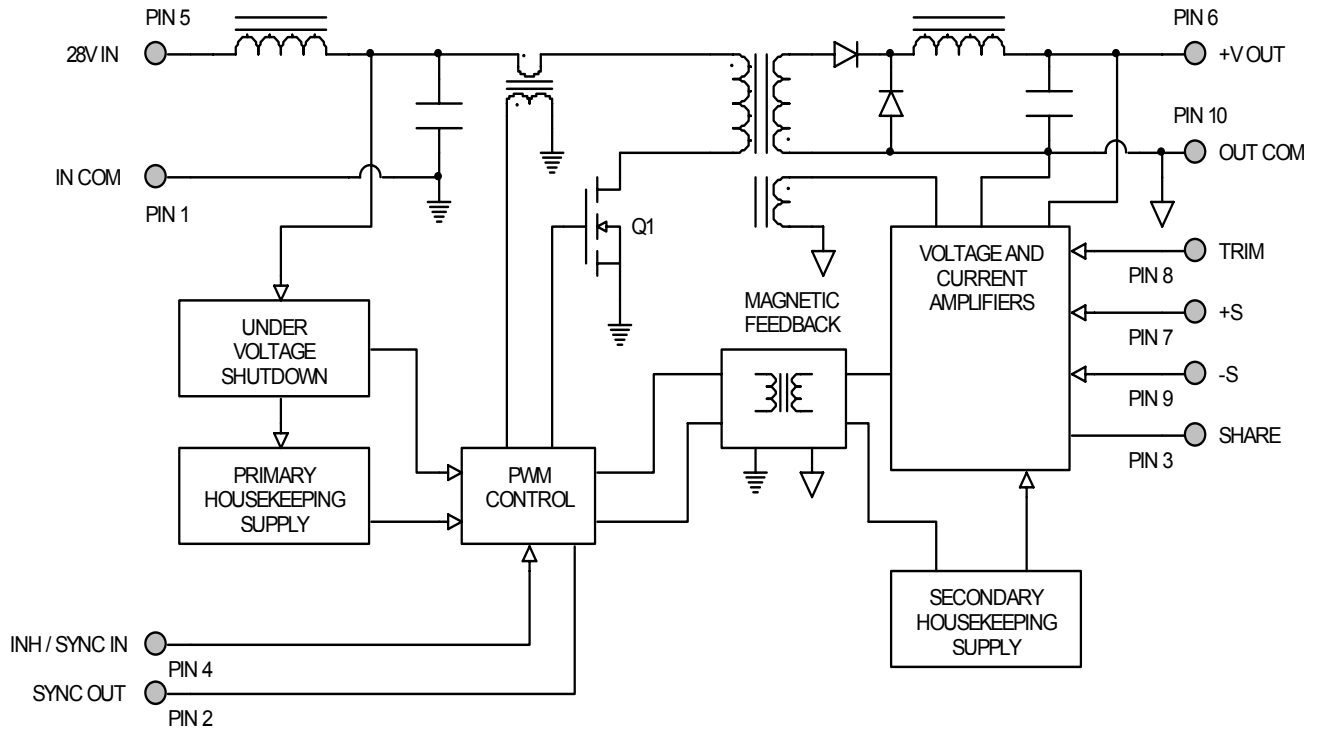 PIN 5
28V IN
IN COM
PIN 1
PIN 6
+V OUT
PIN 10
OUT COM
Q1
TRIM
PIN 8
+S
PIN 7
-S
PIN 9
SHARE
PIN 3
VOLTAGE AND
CURRENT
AMPLIFIERS
MAGNETIC
FEEDBACK
UNDER
VOLTAGE
SHUTDOWN
PRIMARY
HOUSEKEEPING
SUPPLY
PWM
CONTROL
SECONDARY
HOUSEKEEPING
SUPPLY
INH / SYNC IN
PIN 4
SYNC OUT
PIN 2